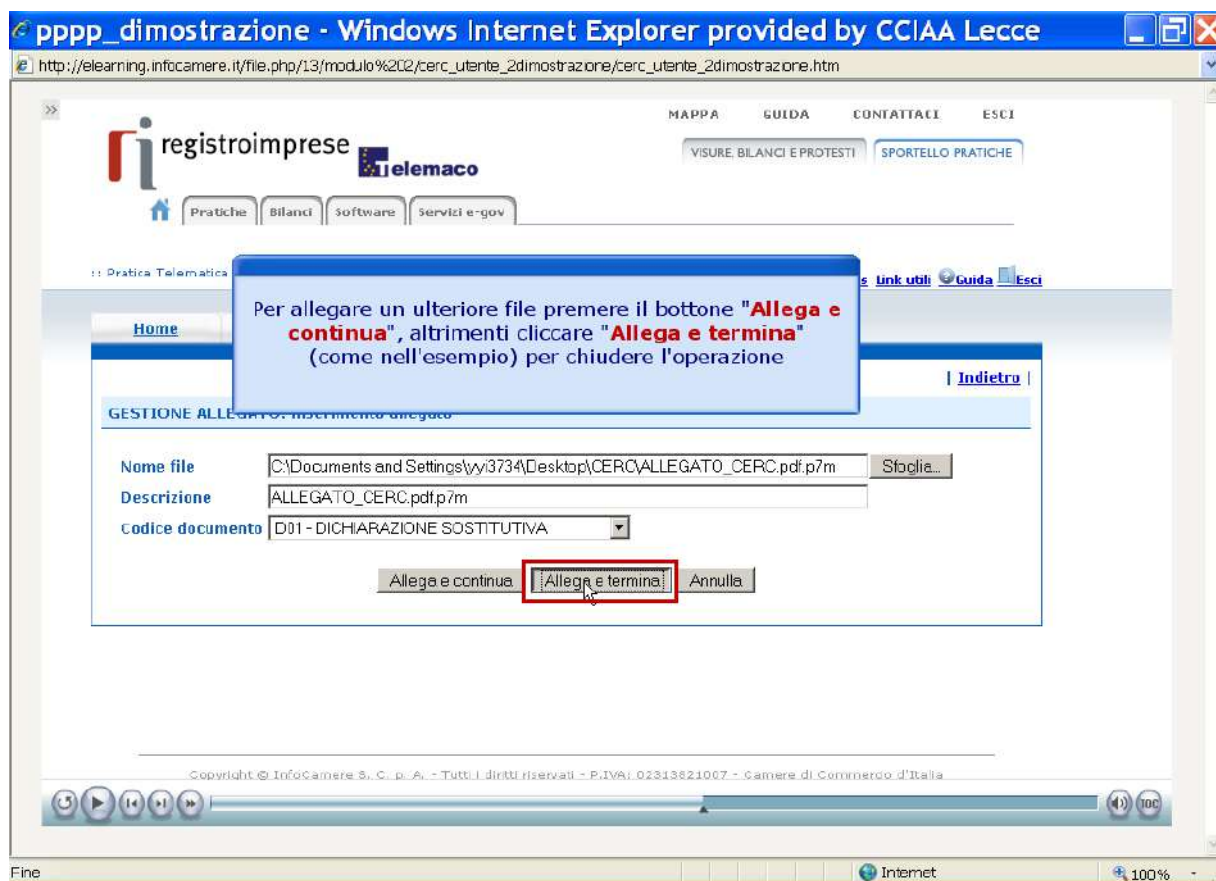 pppp_dimostrazione - Windows Internet Explorer provided by CCIAA Lecce
http://elearning.infocamere.it/file.php/13/modulo%202/cerc_utente_2dimostrazione/cerc_utente_2dimostrazione.htm
MAPPA GUIDA CONTATTACI ESCI
registroimprese
Telemaco
VISURE, BILANCI E PROTESTI SPORTELLO PRATICHE
Pratiche Bilanci Software Servizi e-gov
:: Pratica Telematica
s Link utili Guida Esci
Per allegare un ulteriore file premere il bottone "Allega e
continua", altrimenti cliccare "Allega e termina"
(come nell'esempio) per chiudere l'operazione
Home
| Indietro |
GESTIONE ALLEGATO: inserimento allegato
Nome file C:\Documents and Settings\yyi3734\Desktop\CERC\ALLEGATO_CERC.pdf.p7m Sfoglia...
Descrizione ALLEGATO_CERC.pdf.p7m
Codice documento D01 - DICHIARAZIONE SOSTITUTIVA
Allega e continua Allega e termina Annulla
Copyright © InfoCamere S. C. p. A. - Tutti i diritti riservati - P.IVA: 02313821007 - Camere di Commercio d'Italia
TOC
Fine Internet 100%